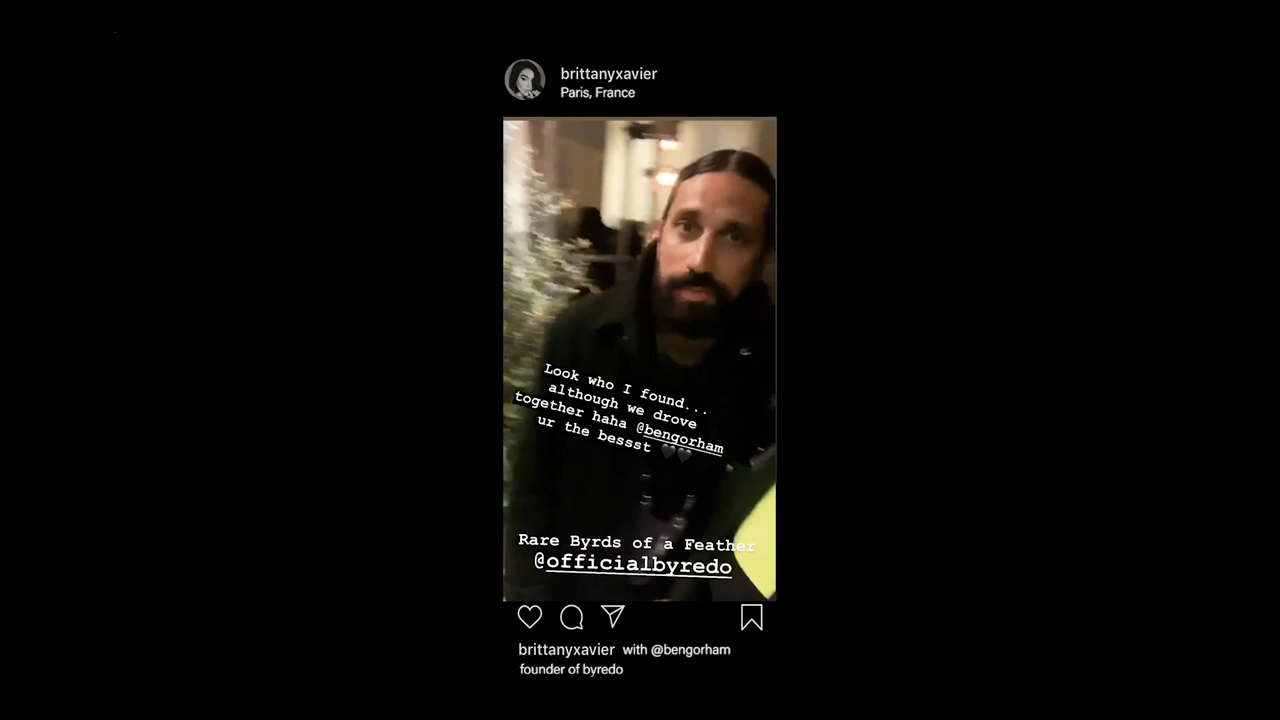 brittanyxavier
Paris, France
Look who I found...
although we drove
together haha @bengorham
ur the bessst 🖤🖤
Rare Byrds of a Feather
@officialbyredo
brittanyxavier with @bengorham
founder of byredo